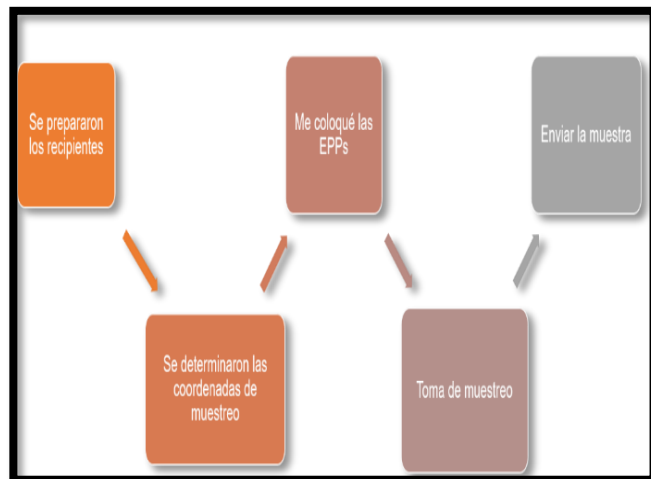 Se prepararon
los recipientes
Se determinaron las
coordenadas de
muestreo
Me coloqué las
EPPs
Toma de muestreo
Enviar la muestra